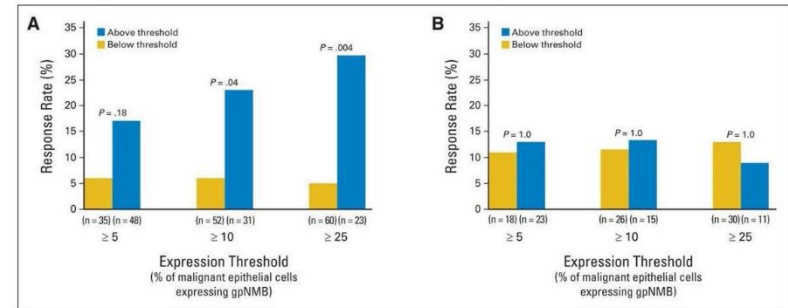 A
Above threshold
Below threshold
Response Rate (%)
35
30
25
20
15
10
5
0
P = .18
P = .04
P = .004
(n = 35) (n = 48) (n = 52) (n = 31) (n = 60) (n = 23)
≥ 5 ≥ 10 ≥ 25
Expression Threshold
(% of malignant epithelial cells
expressing gpNMB)
B
Above threshold
Below threshold
Response Rate (%)
35
30
25
20
15
10
5
0
P = 1.0 P = 1.0 P = 1.0
(n = 18) (n = 23) (n = 26) (n = 15) (n = 30) (n = 11)
≥ 5 ≥ 10 ≥ 25
Expression Threshold
(% of malignant epithelial cells
expressing gpNMB)